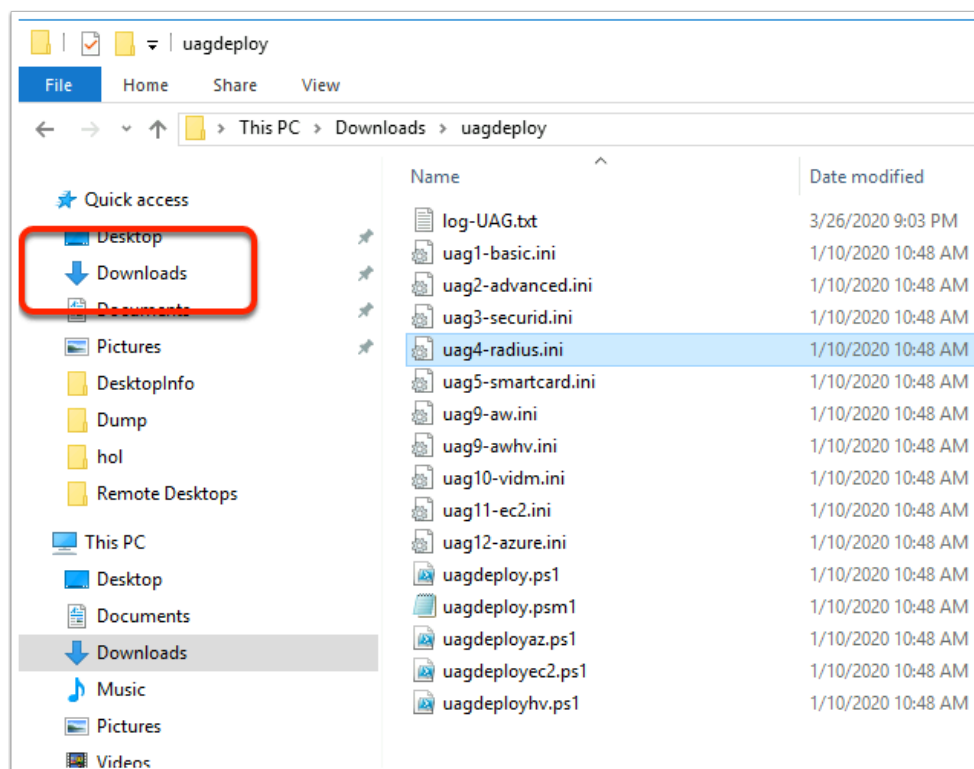 uagdeploy
File Home Share View
This PC > Downloads > uagdeploy
Name Date modified
Quick access
Desktop
Downloads
Documents
Pictures
DesktopInfo
Dump
hol
Remote Desktops
This PC
Desktop
Documents
Downloads
Music
Pictures
Videos
log-UAG.txt 3/26/2020 9:03 PM
uag1-basic.ini 1/10/2020 10:48 AM
uag2-advanced.ini 1/10/2020 10:48 AM
uag3-securid.ini 1/10/2020 10:48 AM
uag4-radius.ini 1/10/2020 10:48 AM
uag5-smartcard.ini 1/10/2020 10:48 AM
uag9-aw.ini 1/10/2020 10:48 AM
uag9-awhv.ini 1/10/2020 10:48 AM
uag10-vidm.ini 1/10/2020 10:48 AM
uag11-ec2.ini 1/10/2020 10:48 AM
uag12-azure.ini 1/10/2020 10:48 AM
uagdeploy.ps1 1/10/2020 10:48 AM
uagdeploy.psm1 1/10/2020 10:48 AM
uagdeployaz.ps1 1/10/2020 10:48 AM
uagdeployec2.ps1 1/10/2020 10:48 AM
uagdeployhv.ps1 1/10/2020 10:48 AM